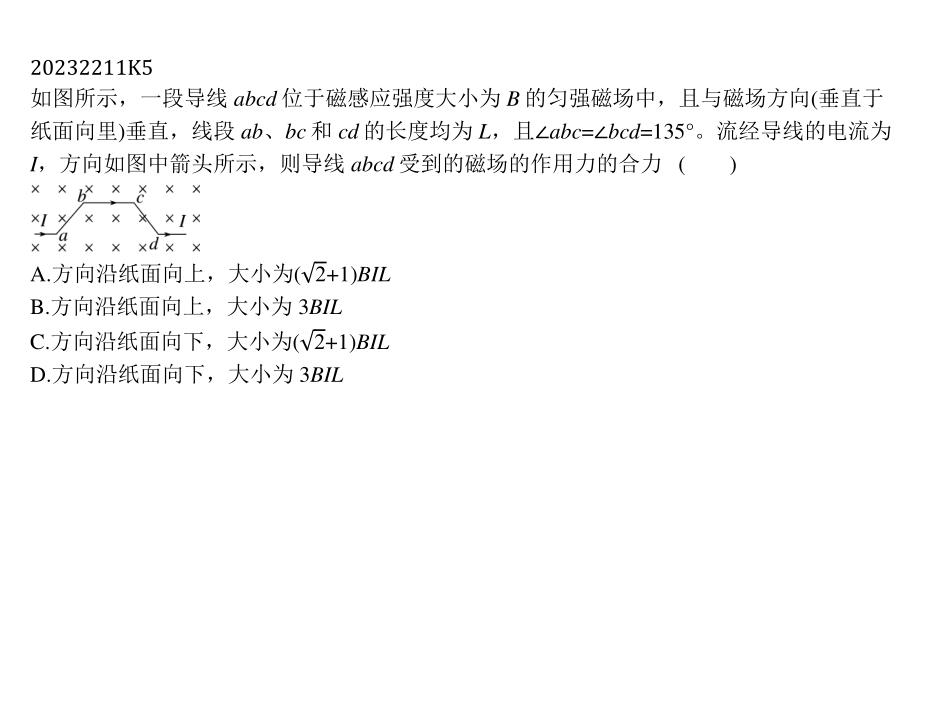 20232211K5
如图所示，一段导线 abcd 位于磁感应强度大小为 B 的匀强磁场中，且与磁场方向(垂直于
纸面向里)垂直，线段 ab、bc 和 cd 的长度均为 L，且∠abc=∠bcd=135°。流经导线的电流为
I，方向如图中箭头所示，则导线 abcd 受到的磁场的作用力的合力 ( )
× × × × × × ×
b c
× I × × × × × I ×
a d
× × × × × × ×
A.方向沿纸面向上，大小为(√2+1)BIL
B.方向沿纸面向上，大小为 3BIL
C.方向沿纸面向下，大小为(√2+1)BIL
D.方向沿纸面向下，大小为 3BIL